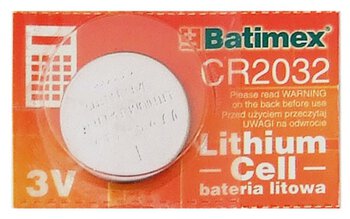 Batimex®
CR2032
Please read WARNING
on the back before use
Przed użyciem przeczytaj
UWAGI na odwrocie
Lithium
Cell
bateria litowa
3V